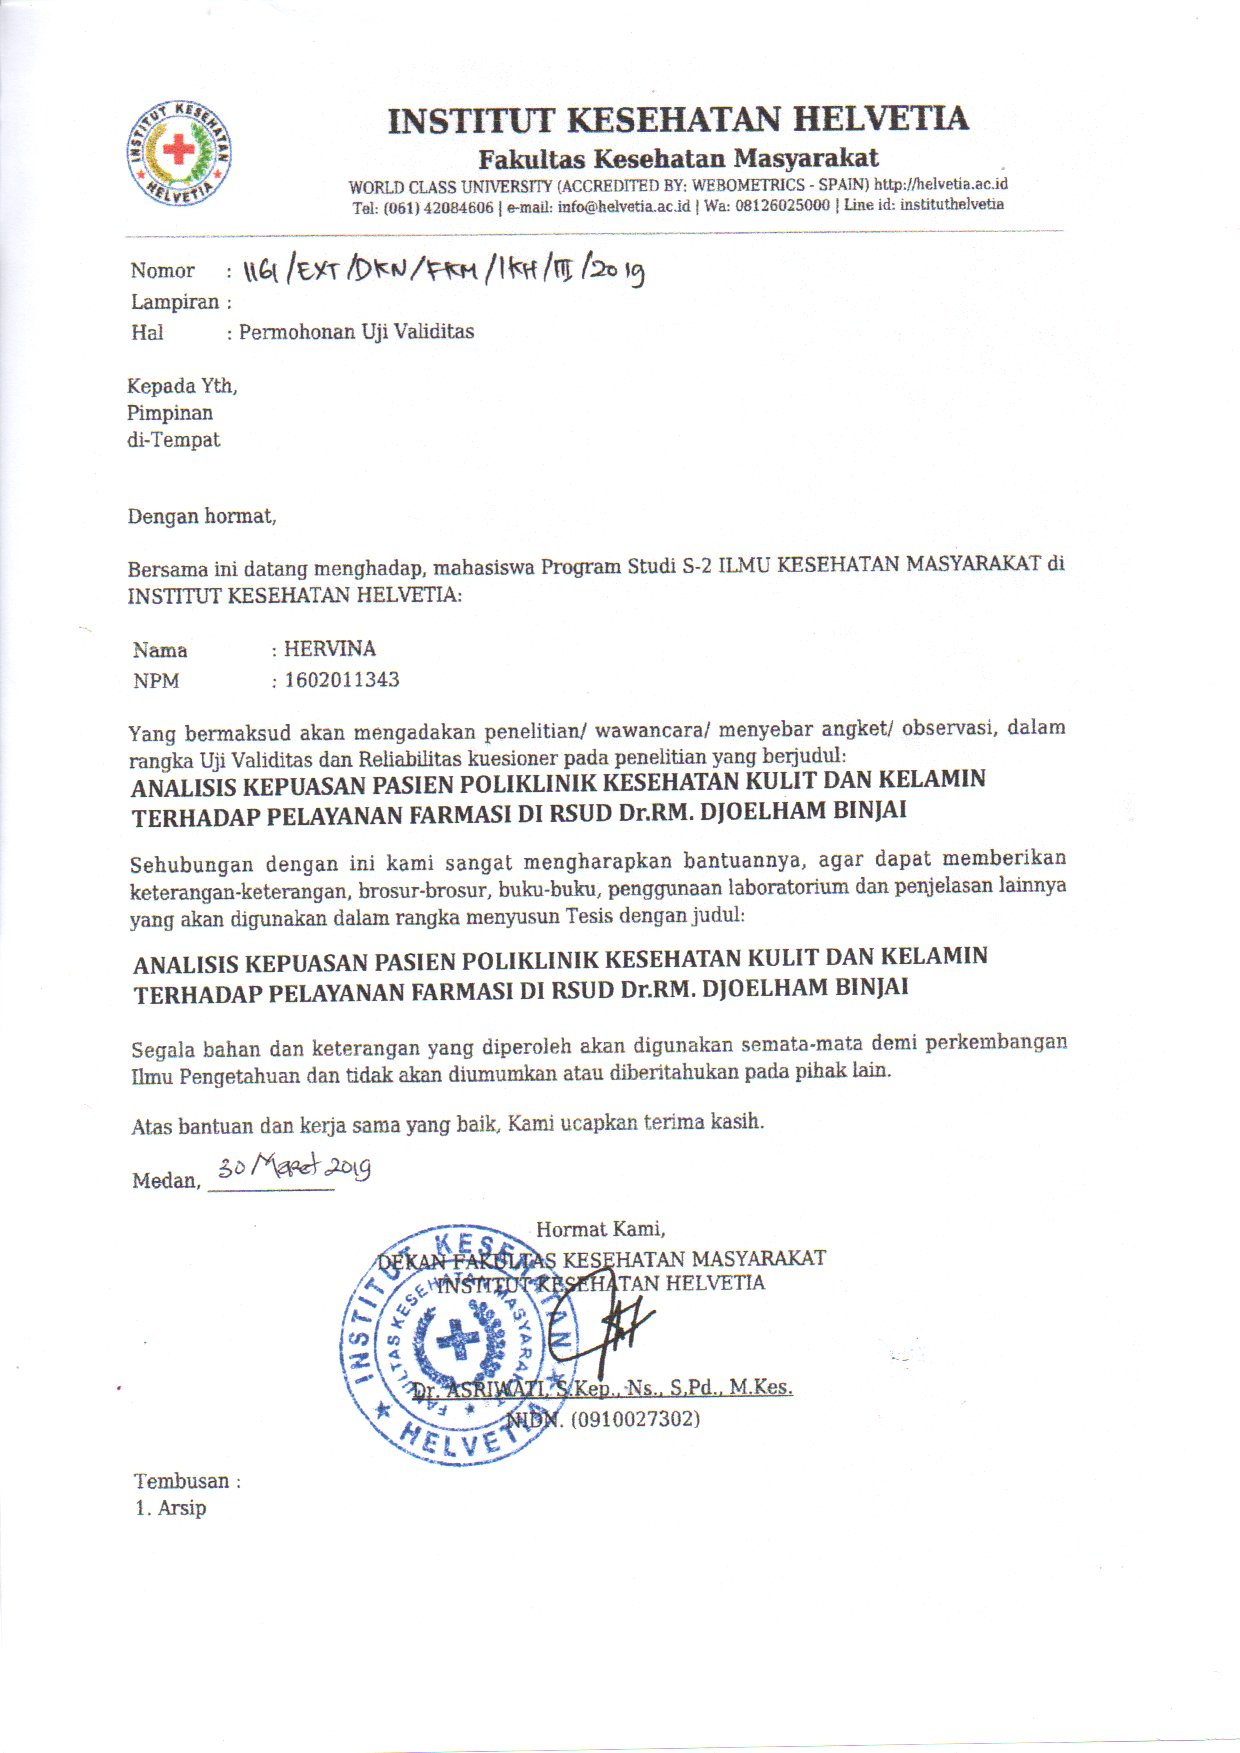 INSTITUT KESEHATAN
HELVETIA
INSTITUT KESEHATAN HELVETIA
Fakultas Kesehatan Masyarakat
WORLD CLASS UNIVERSITY (ACCREDITED BY: WEBOMETRICS - SPAIN) http://helvetia.ac.id
Tel: (061) 42084606 | e-mail: info@helvetia.ac.id | Wa: 08126025000 | Line id: instituthelvetia
Nomor : 1161/EXT/DKN/FKM/IKH/III/2019
Lampiran :
Hal : Permohonan Uji Validitas
Kepada Yth,
Pimpinan
di-Tempat
Dengan hormat,
Bersama ini datang menghadap, mahasiswa Program Studi S-2 ILMU KESEHATAN MASYARAKAT di
INSTITUT KESEHATAN HELVETIA:
Nama : HERVINA
NPM : 1602011343
Yang bermaksud akan mengadakan penelitian/ wawancara/ menyebar angket/ observasi, dalam
rangka Uji Validitas dan Reliabilitas kuesioner pada penelitian yang berjudul:
ANALISIS KEPUASAN PASIEN POLIKLINIK KESEHATAN KULIT DAN KELAMIN
TERHADAP PELAYANAN FARMASI DI RSUD Dr.RM. DJOELHAM BINJAI
Sehubungan dengan ini kami sangat mengharapkan bantuannya, agar dapat memberikan
keterangan-keterangan, brosur-brosur, buku-buku, penggunaan laboratorium dan penjelasan lainnya
yang akan digunakan dalam rangka menyusun Tesis dengan judul:
ANALISIS KEPUASAN PASIEN POLIKLINIK KESEHATAN KULIT DAN KELAMIN
TERHADAP PELAYANAN FARMASI DI RSUD Dr.RM. DJOELHAM BINJAI
Segala bahan dan keterangan yang diperoleh akan digunakan semata-mata demi perkembangan
Ilmu Pengetahuan dan tidak akan diumumkan atau diberitahukan pada pihak lain.
Atas bantuan dan kerja sama yang baik, Kami ucapkan terima kasih.
Medan, 30 Maret 2019
Hormat Kami,
DEKAN FAKULTAS KESEHATAN MASYARAKAT
INSTITUT KESEHATAN HELVETIA
INSTITUT KESEHATAN
FAKULTAS KESEHATAN MASYARAKAT
HELVETIA
Dr. ASRIWATI, S.Kep., Ns., S.Pd., M.Kes.
NIDN. (0910027302)
Tembusan :
1. Arsip